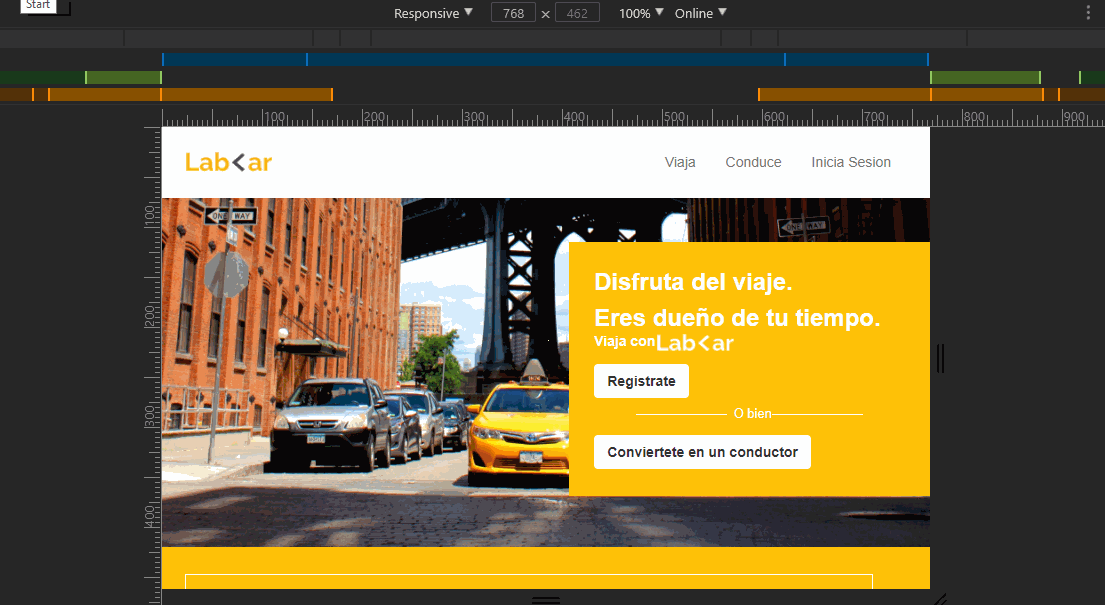 Start
Responsive 768 x 462 100% Online
100 200 300 400 500 600 700 800 900
100
200
300
400
Lab<ar
Viaja Conduce Inicia Sesion
ONE WAY
ONE WAY
Disfruta del viaje.
Eres dueño de tu tiempo.
Viaja con Lab<ar
Registrate
O bien
Conviertete en un conductor